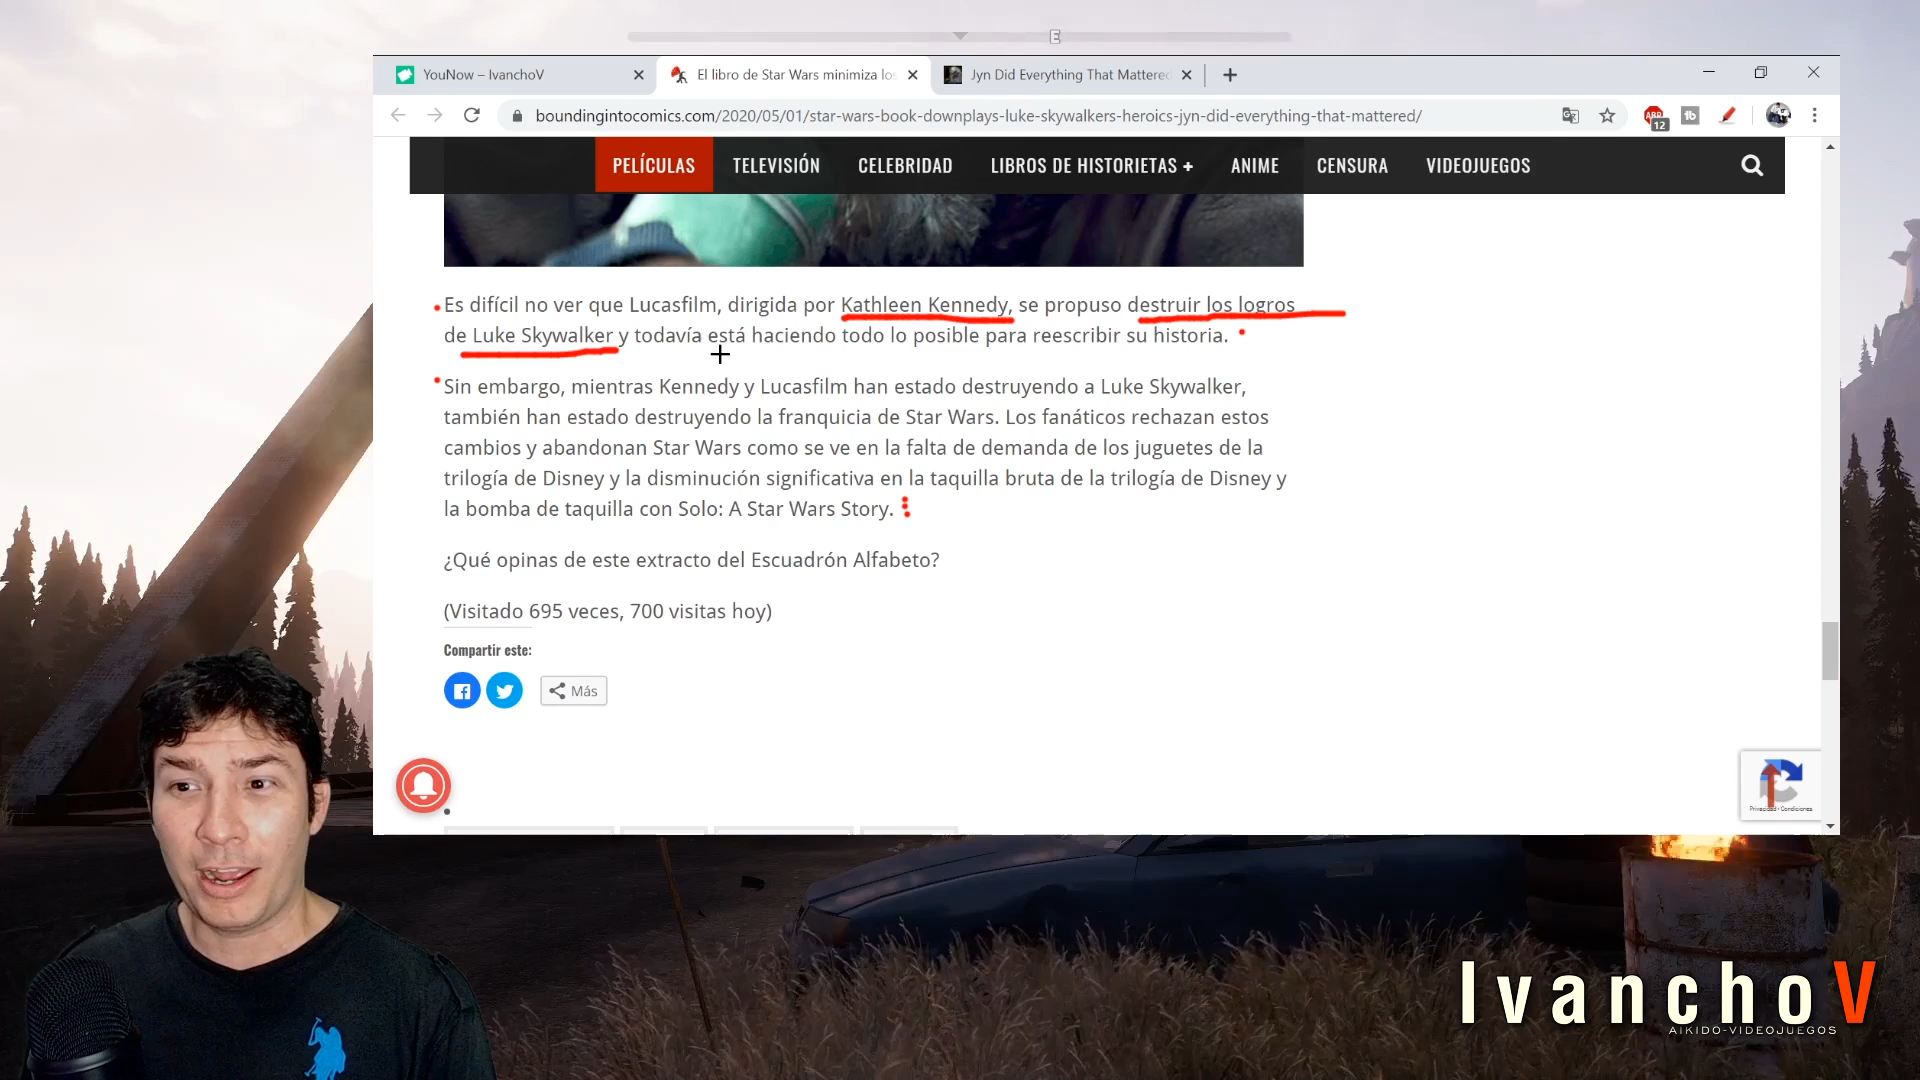 E
YouNow – IvanchoV
El libro de Star Wars minimiza los
Jyn Did Everything That Mattered
boundingintocomics.com/2020/05/01/star-wars-book-downplays-luke-skywalkers-heroics-jyn-did-everything-that-mattered/
ABP
12
tb
PELÍCULAS TELEVISIÓN CELEBRIDAD LIBROS DE HISTORIETAS + ANIME CENSURA VIDEOJUEGOS
Es difícil no ver que Lucasfilm, dirigida por Kathleen Kennedy, se propuso destruir los logros
de Luke Skywalker y todavía está haciendo todo lo posible para reescribir su historia.
Sin embargo, mientras Kennedy y Lucasfilm han estado destruyendo a Luke Skywalker,
también han estado destruyendo la franquicia de Star Wars. Los fanáticos rechazan estos
cambios y abandonan Star Wars como se ve en la falta de demanda de los juguetes de la
trilogía de Disney y la disminución significativa en la taquilla bruta de la trilogía de Disney y
la bomba de taquilla con Solo: A Star Wars Story.
¿Qué opinas de este extracto del Escuadrón Alfabeto?
(Visitado 695 veces, 700 visitas hoy)
Compartir este:
Más
Privacidad - Condiciones
IvanchoV
AIKIDO-VIDEOJUEGOS